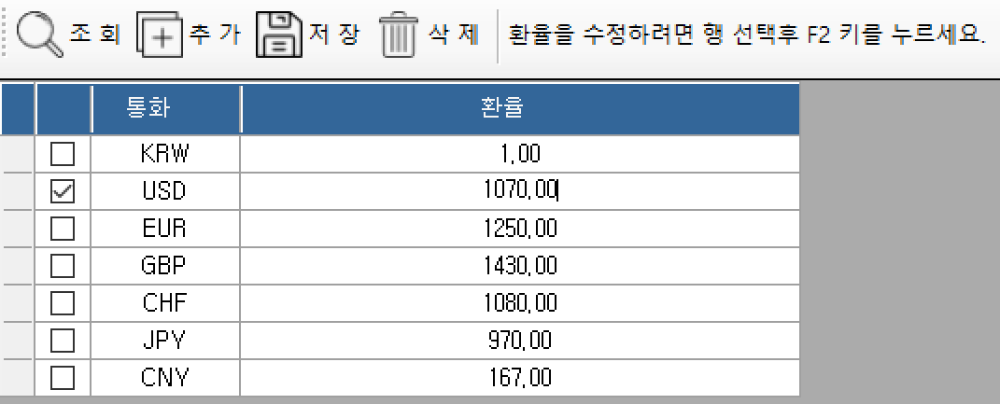 조 회 추 가 저 장 삭 제 환율을 수정하려면 행 선택후 F2 키를 누르세요.
통화 환율
KRW 1.00
USD 1070.00
EUR 1250.00
GBP 1430.00
CHF 1080.00
JPY 970.00
CNY 167.00